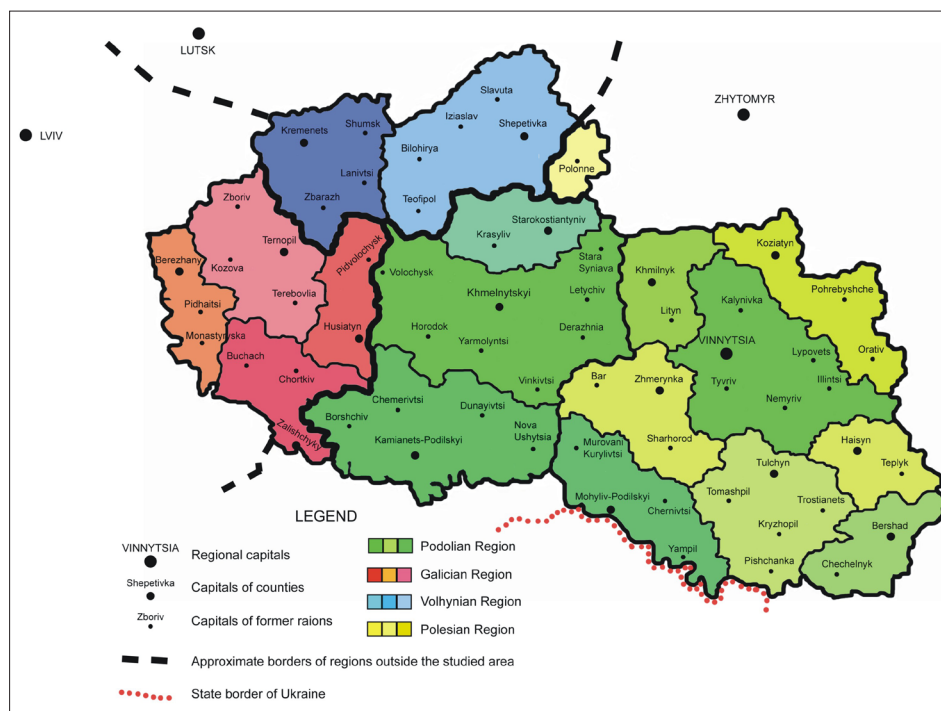 LUTSK
LVIV
ZHYTOMYR
Slavuta
Iziaslav
Shepetivka
Shumsk
Kremenets
Bilohirya
Polonne
Lanivtsi
Zbarazh
Teofipol
Zboriv
Starokostiantyniv
Krasyliv
Ternopil
Pidvolochysk
Koziatyn
Berezhany
Kozova
Volochysk
Stara
Syniava
Khmilnyk
Pohrebyshche
Terebovlia
Khmelnytskyi
Letychiv
Kalynivka
Pidhaitsi
Lityn
Husiatyn
Horodok
Derazhnia
Monastyryska
Yarmolyntsi
VINNYTSIA
Lypovets
Orativ
Buchach
Chortkiv
Vinkivtsi
Bar
Zhmerynka
Tyvriv
Illintsi
Nemyriv
Chemerivtsi
Dunayivtsi
Borshchiv
Zalishchyky
Kamianets-Podilskyi
Nova
Ushytsia
Murovani
Kurylivtsi
Sharhorod
Haisyn
Tulchyn
Teplyk
Mohyliv-Podilskyi
Chernivtsi
Tomashpil
Trostianets
Kryzhopil
Bershad
Yampil
Pishchanka
Chechelnyk
LEGEND
VINNYTSIA
Regional capitals
Shepetivka
Capitals of counties
Zboriv
Capitals of former raions
Podolian Region
Galician Region
Volhynian Region
Polesian Region
Approximate borders of regions outside the studied area
State border of Ukraine